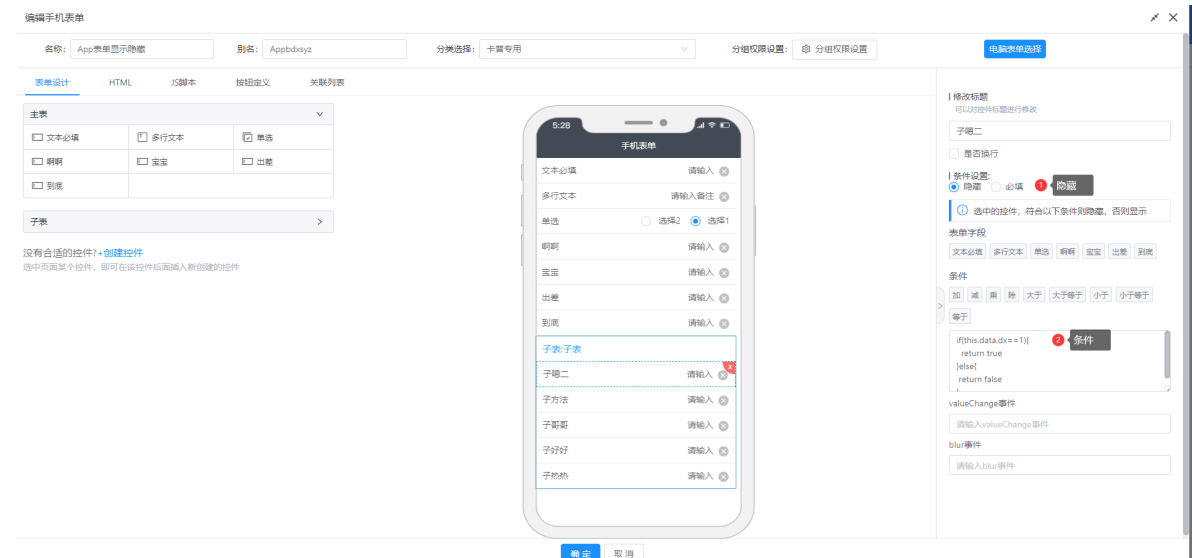 编辑手机表单
名称: App表单显示隐藏 别名: Appbdxsyz 分类选择: 卡普专用 分组权限设置: 分组权限设置 电脑表单选择
表单设计 HTML JS脚本 按钮定义 关联列表
主表
文本必填 多行文本 单选
啊啊 宝宝 出差
到底
子表
没有合适的控件?+创建控件
选中页面某个控件，即可在该控件后面插入新创建的控件
5:28
手机表单
文本必填 请输入
多行文本 请输入备注
单选 选择2 选择1
啊啊 请输入
宝宝 请输入
出差 请输入
到底 请输入
子表:子表
子嗯二 请输入 x
子方法 请输入
子哥哥 请输入
子好好 请输入
子热热 请输入
修改标题
可以对控件标题进行修改
子嗯二
是否换行
条件设置:
隐藏 必填 1 隐藏
选中的控件，符合以下条件则隐藏，否则显示
表单字段
文本必填 多行文本 单选 啊啊 宝宝 出差 到底
条件
加 减 乘 除 大于 大于等于 小于 小于等于
等于
if(this.data.dx==1){ 2 条件
return true
}else{
return false
valueChange事件
请输入valueChange事件
blur事件
请输入blur事件
确 定 取 消